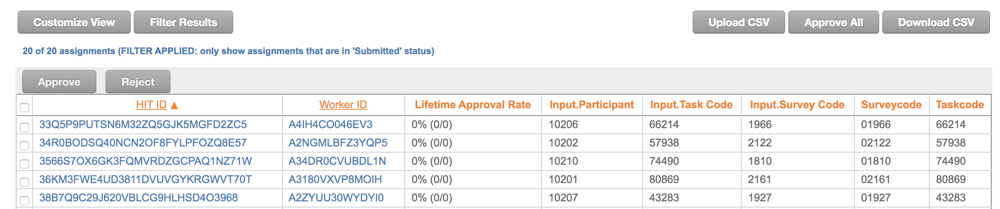 Customize View Filter Results Upload CSV Approve All Download CSV
20 of 20 assignments (FILTER APPLIED: only show assignments that are in 'Submitted' status)
Approve Reject
HIT ID ▲ Worker ID Lifetime Approval Rate Input.Participant Input.Task Code Input.Survey Code Surveycode Taskcode
33Q5P9PUTSN6M32ZQ5GJK5MGFD2ZC5 A4IH4CO046EV3 0% (0/0) 10206 66214 1966 01966 66214
34R0BODSQ40NCN2OF8FYLPFOZQ8E57 A2NGMLBFZ3YQP5 0% (0/0) 10202 57938 2122 02122 57938
3566S7OX6GK3FQMVRDZGCPAQ1NZ71W A34DR0CVUBDL1N 0% (0/0) 10210 74490 1810 01810 74490
36KM3FWE4UD3811DVUVGYKRGWVT70T A3180VXVP8MOIH 0% (0/0) 10201 80869 2161 02161 80869
38B7Q9C29J620VBLCG9HLHSD4O3968 A2ZYUU30WYDYI0 0% (0/0) 10207 43283 1927 01927 43283